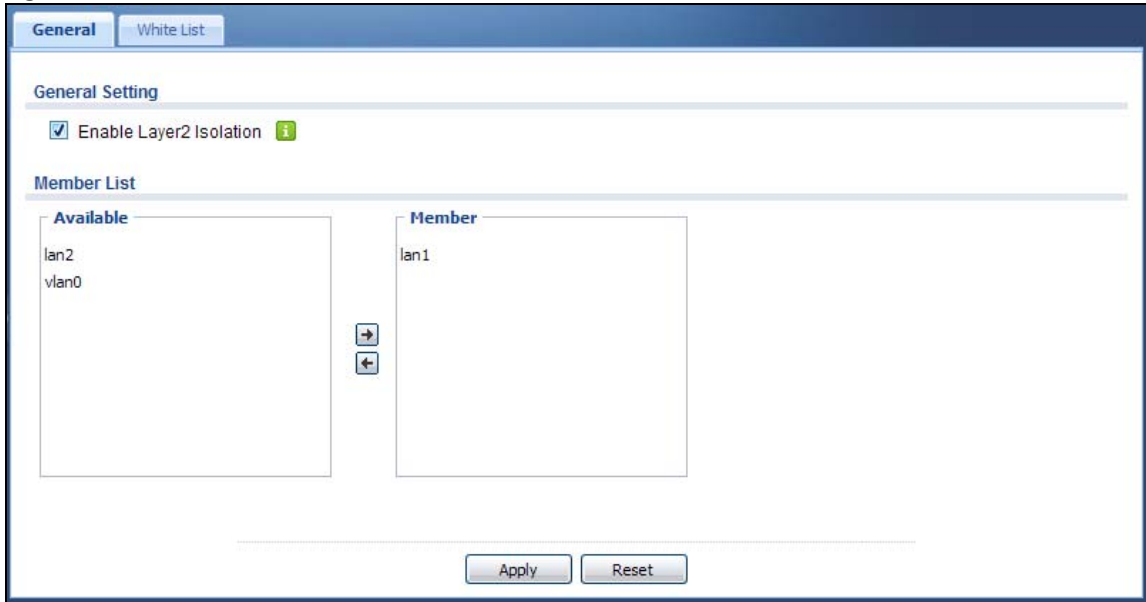 General White List
General Setting
Enable Layer2 Isolation
Member List
Available Member
lan2 lan1
vlan0
Apply Reset